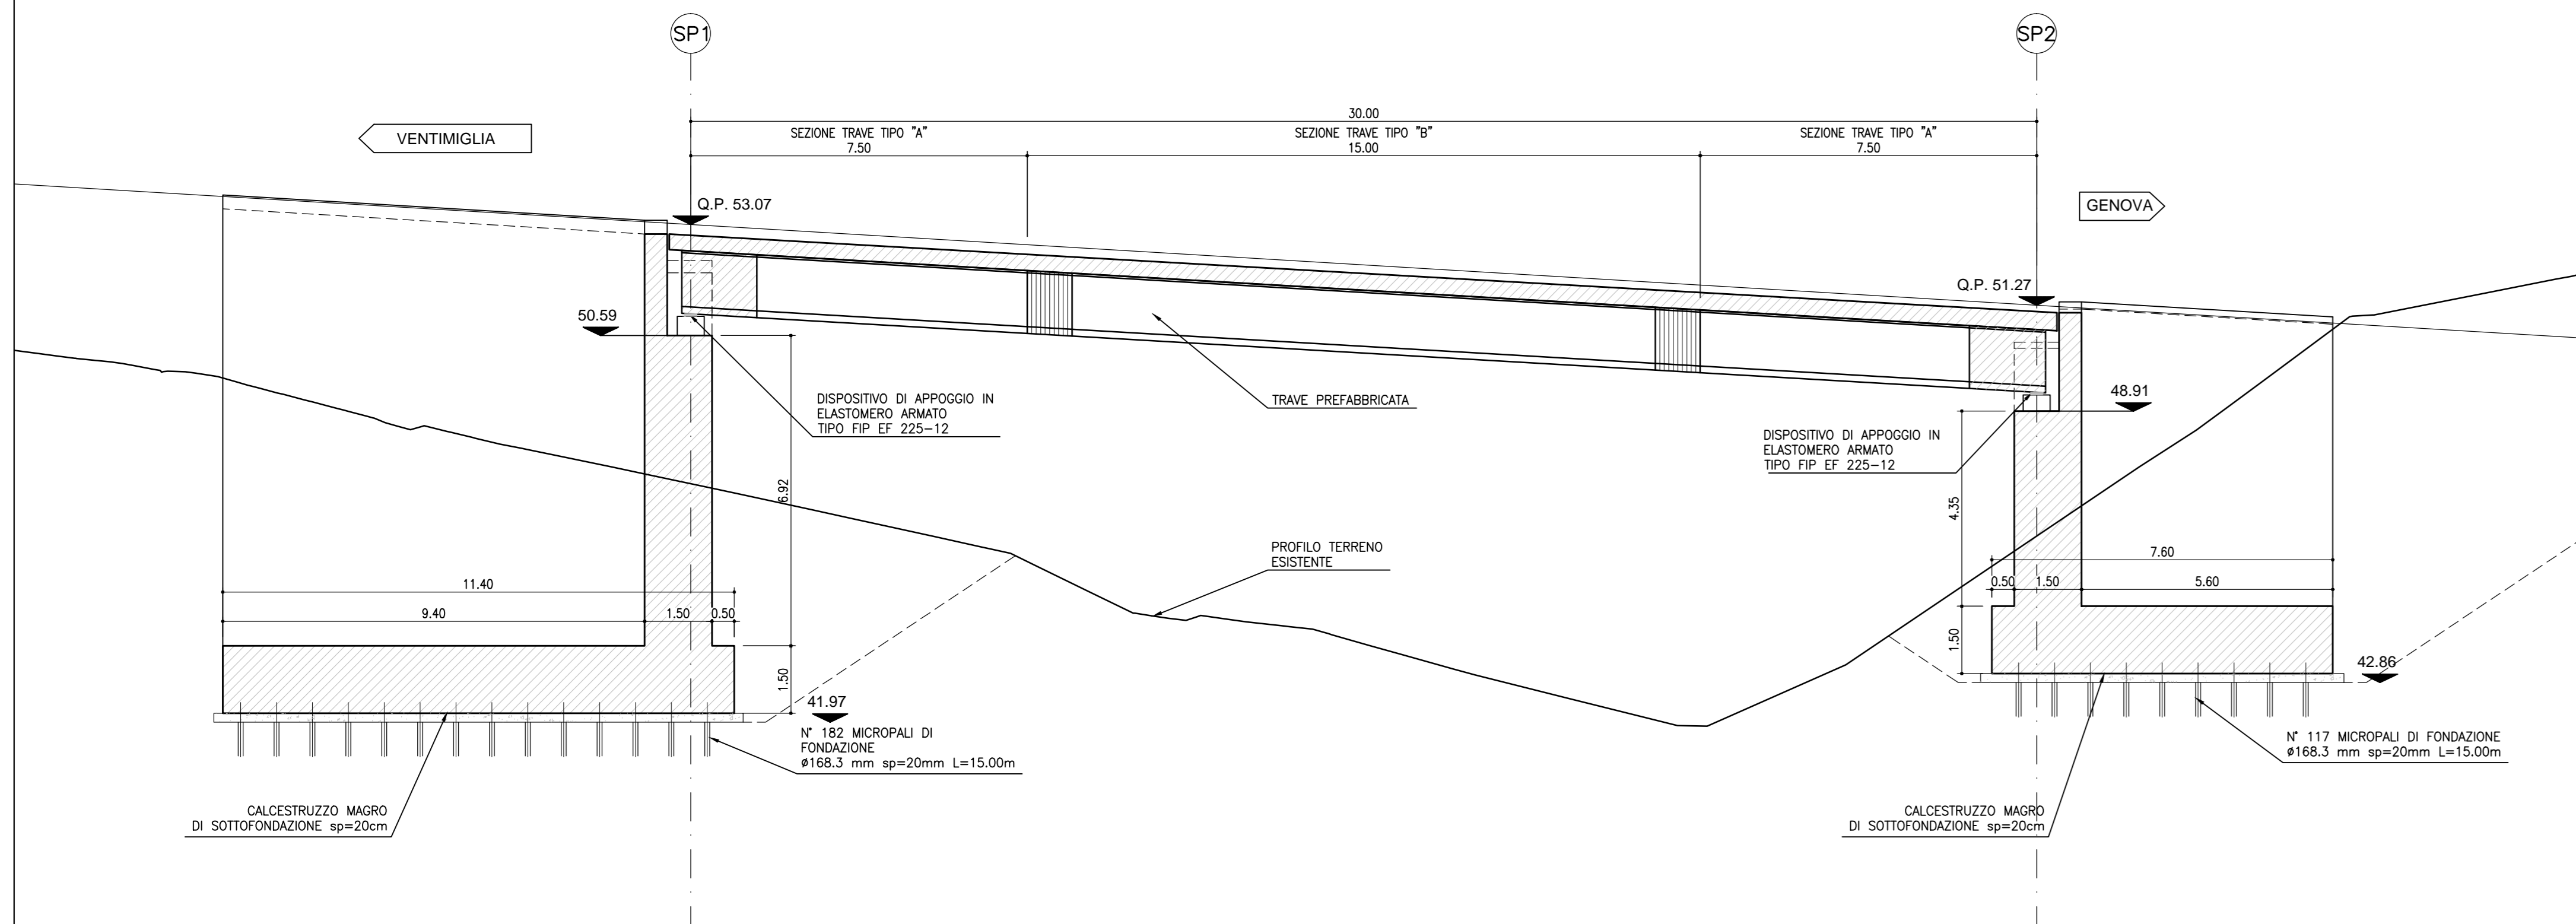 SP1
SP2
30.00
VENTIMIGLIA
SEZIONE TRAVE TIPO "A"
7.50
SEZIONE TRAVE TIPO "B"
15.00
SEZIONE TRAVE TIPO "A"
7.50
Q.P. 53.07
GENOVA
Q.P. 51.27
50.59
48.91
DISPOSITIVO DI APPOGGIO IN
ELASTOMERO ARMATO
TIPO FIP EF 225-12
TRAVE PREFABBRICATA
DISPOSITIVO DI APPOGGIO IN
ELASTOMERO ARMATO
TIPO FIP EF 225-12
6.92
4.35
PROFILO TERRENO
ESISTENTE
7.60
11.40
0.50
1.50
5.60
9.40
1.50
0.50
1.50
1.50
42.86
41.97
N° 182 MICROPALI DI
FONDAZIONE
ø168.3 mm sp=20mm L=15.00m
N° 117 MICROPALI DI FONDAZIONE
ø168.3 mm sp=20mm L=15.00m
CALCESTRUZZO MAGRO
DI SOTTOFONDAZIONE sp=20cm
CALCESTRUZZO MAGRO
DI SOTTOFONDAZIONE sp=20cm